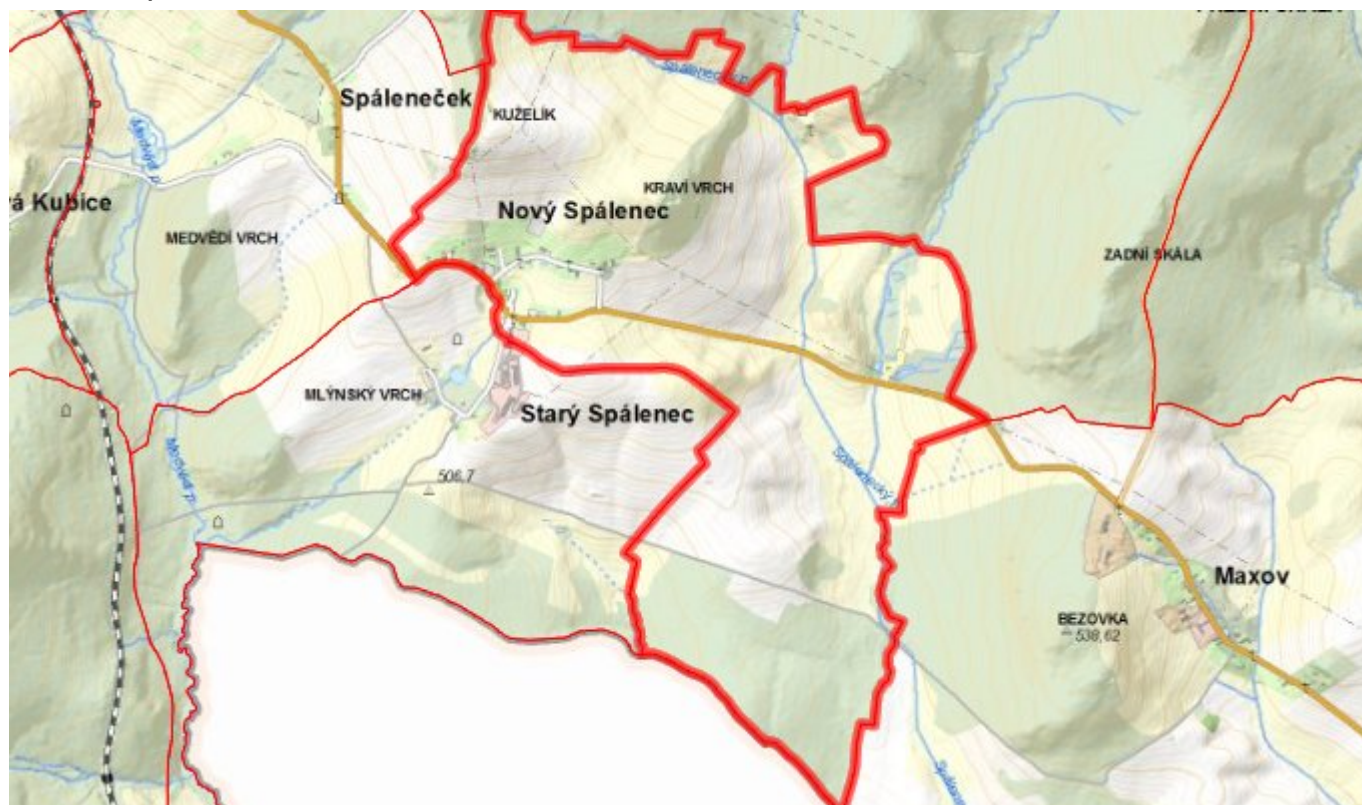 Spáleneček
KUŽELÍK
KRAVÍ VRCH
Nový Spálenec
á Kubice
MEDVĚDÍ VRCH
ZADNÍ SKÁLA
MLÝNSKÝ VRCH
Starý Spálenec
506,7
Spálenecký
Maxov
BEZOVKA
538,62